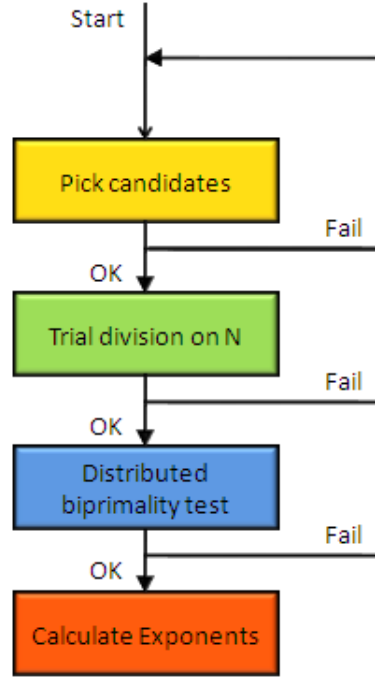 Start
Pick candidates
Fail
OK
Trial division on N
Fail
OK
Distributed
biprimality test
Fail
OK
Calculate Exponents